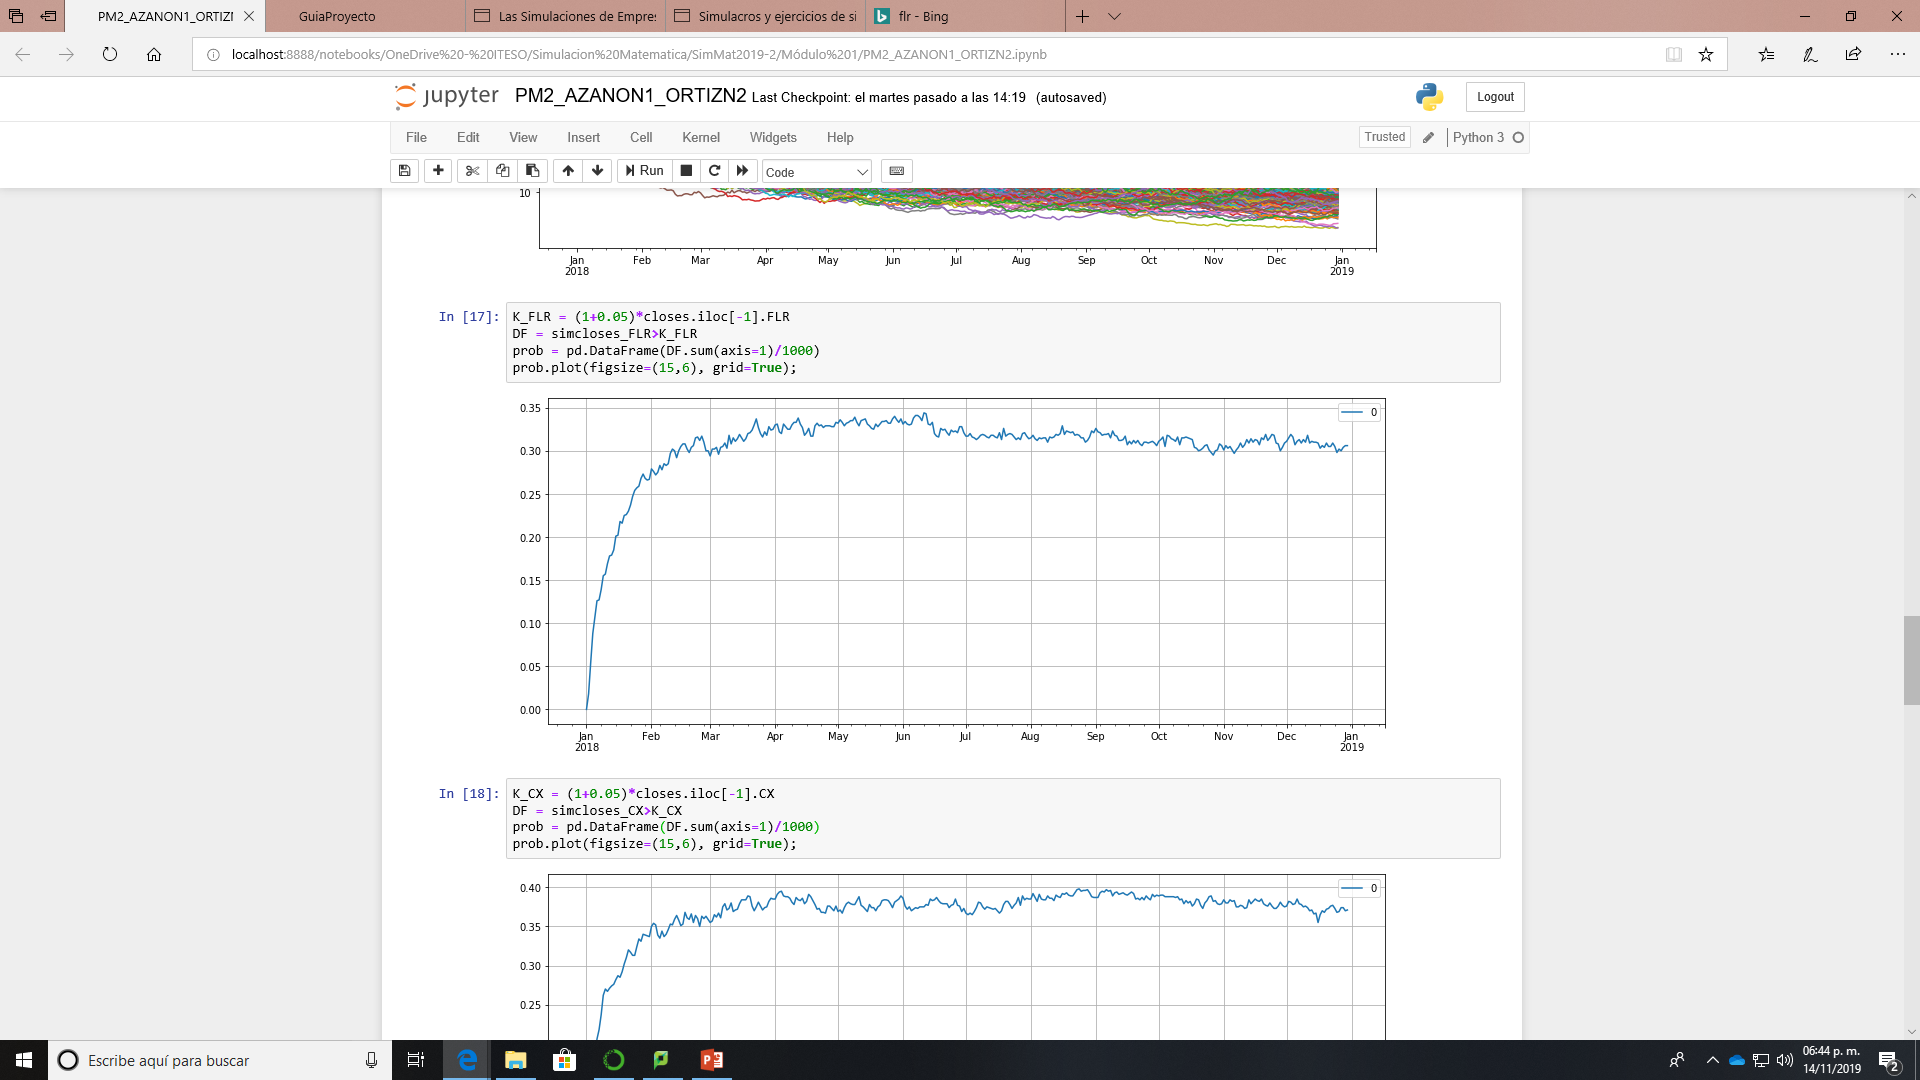 PM2_AZANON1_ORTIZI
GuiaProyecto
Las Simulaciones de Empres
Simulacros y ejercicios de si
flr - Bing
localhost:8888/notebooks/OneDrive%20-%20ITESO/Simulacion%20Matematica/SimMat2019-2/Módulo%201/PM2_AZANON1_ORTIZN2.ipynb
jupyter PM2_AZANON1_ORTIZN2 Last Checkpoint: el martes pasado a las 14:19 (autosaved)
Logout
File Edit View Insert Cell Kernel Widgets Help
Trusted Python 3
Run Code
10
Jan Feb Mar Apr May Jun Jul Aug Sep Oct Nov Dec Jan
2018 2019
In [17]:
K_FLR = (1+0.05)*closes.iloc[-1].FLR
DF = simcloses_FLR>K_FLR
prob = pd.DataFrame(DF.sum(axis=1)/1000)
prob.plot(figsize=(15,6), grid=True);
0.35
0
0.30
0.25
0.20
0.15
0.10
0.05
0.00
Jan Feb Mar Apr May Jun Jul Aug Sep Oct Nov Dec Jan
2018 2019
In [18]:
K_CX = (1+0.05)*closes.iloc[-1].CX
DF = simcloses_CX>K_CX
prob = pd.DataFrame(DF.sum(axis=1)/1000)
prob.plot(figsize=(15,6), grid=True);
0.40
0
0.35
0.30
0.25
Escribe aquí para buscar
06:44 p. m.
14/11/2019
2